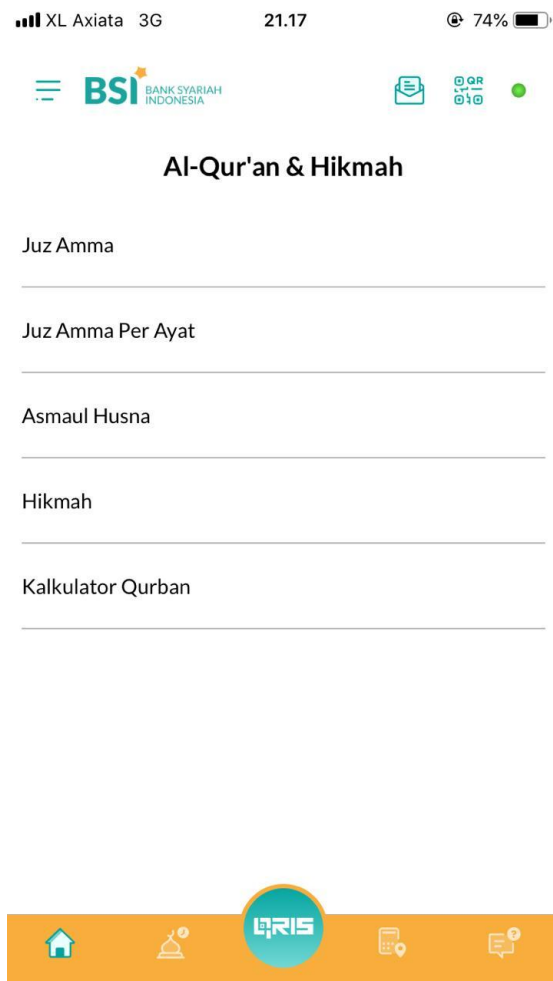 XL Axiata 3G 21.17 74%
BSI BANK SYARIAH
INDONESIA
QR
Al-Qur'an & Hikmah
Juz Amma
Juz Amma Per Ayat
Asmaul Husna
Hikmah
Kalkulator Qurban
QRIS
?